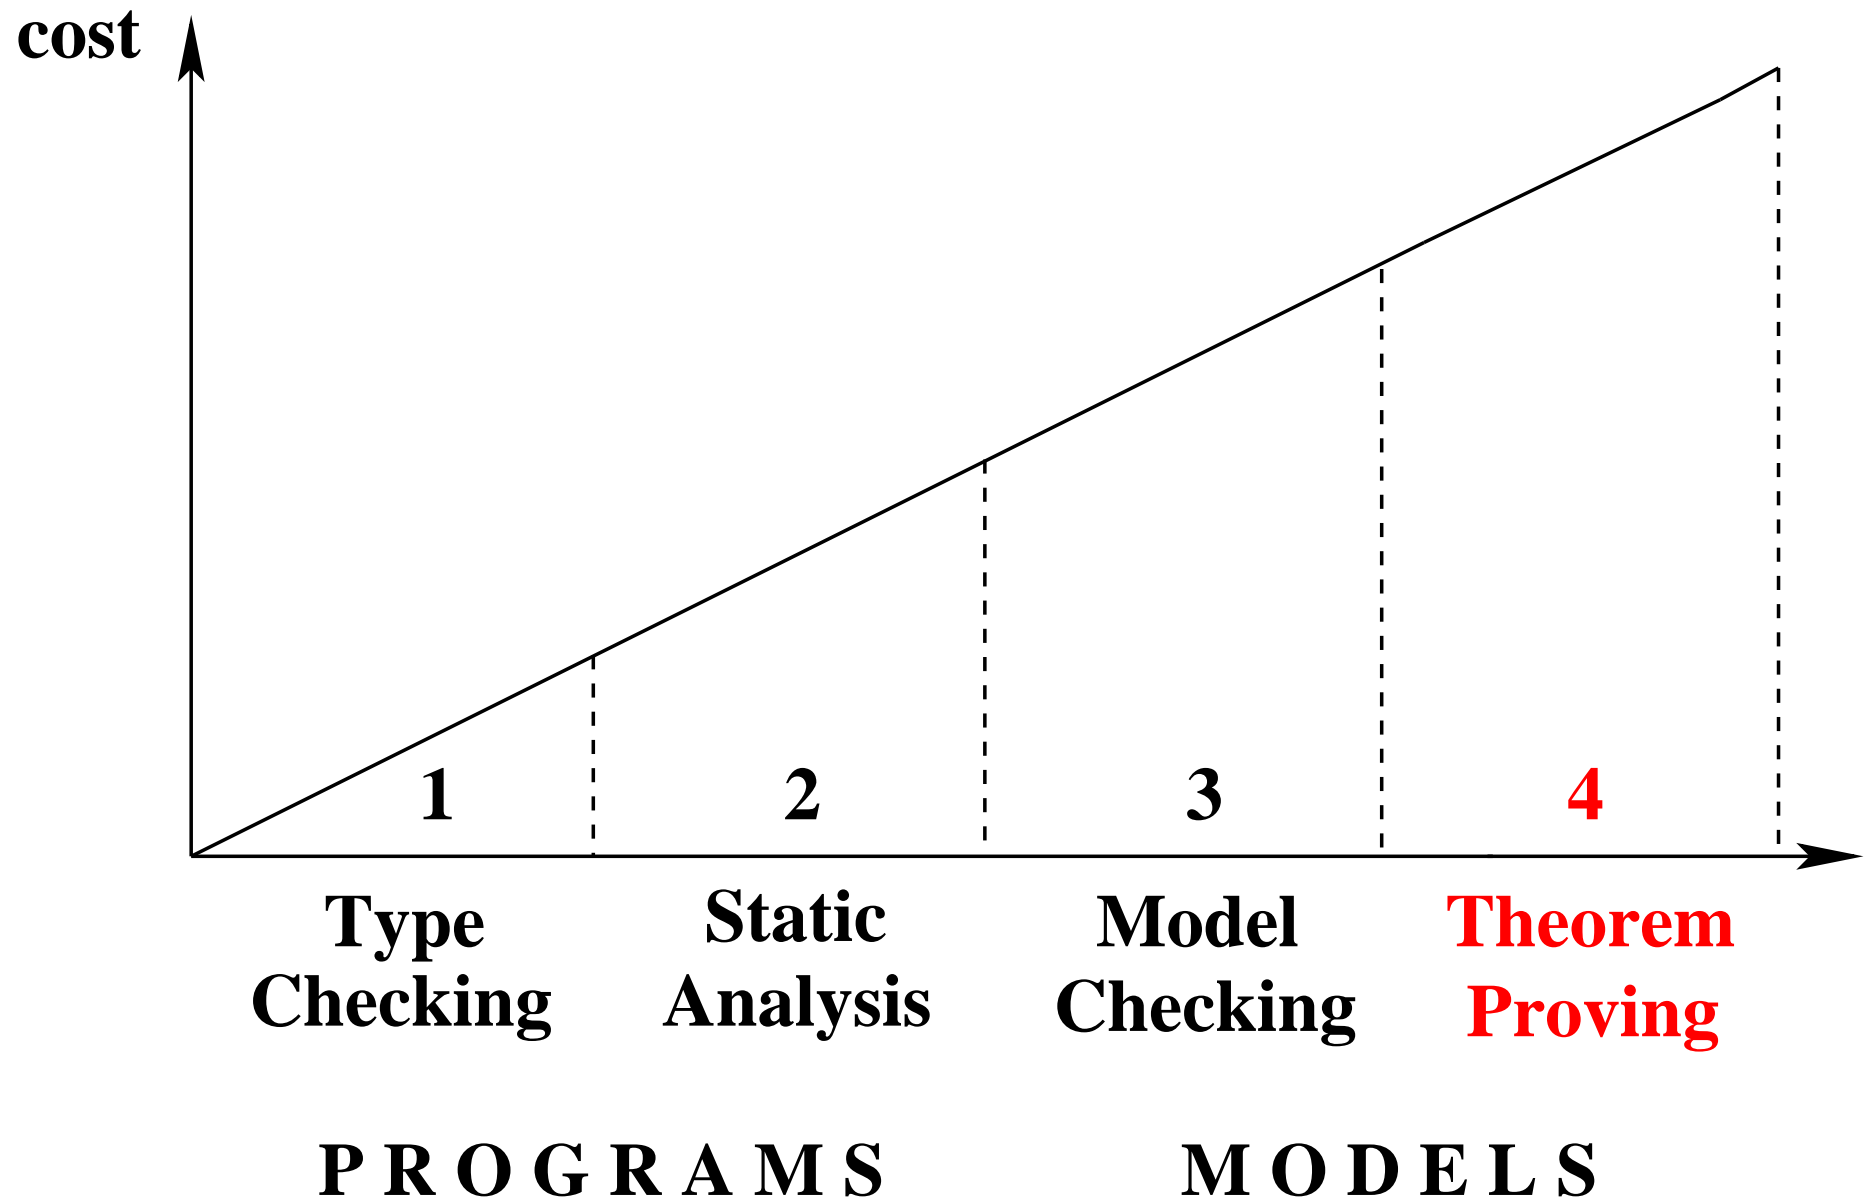 cost
1
2
3
4
Type
Checking
Static
Analysis
Model
Checking
Theorem
Proving
P R O G R A M S
M O D E L S